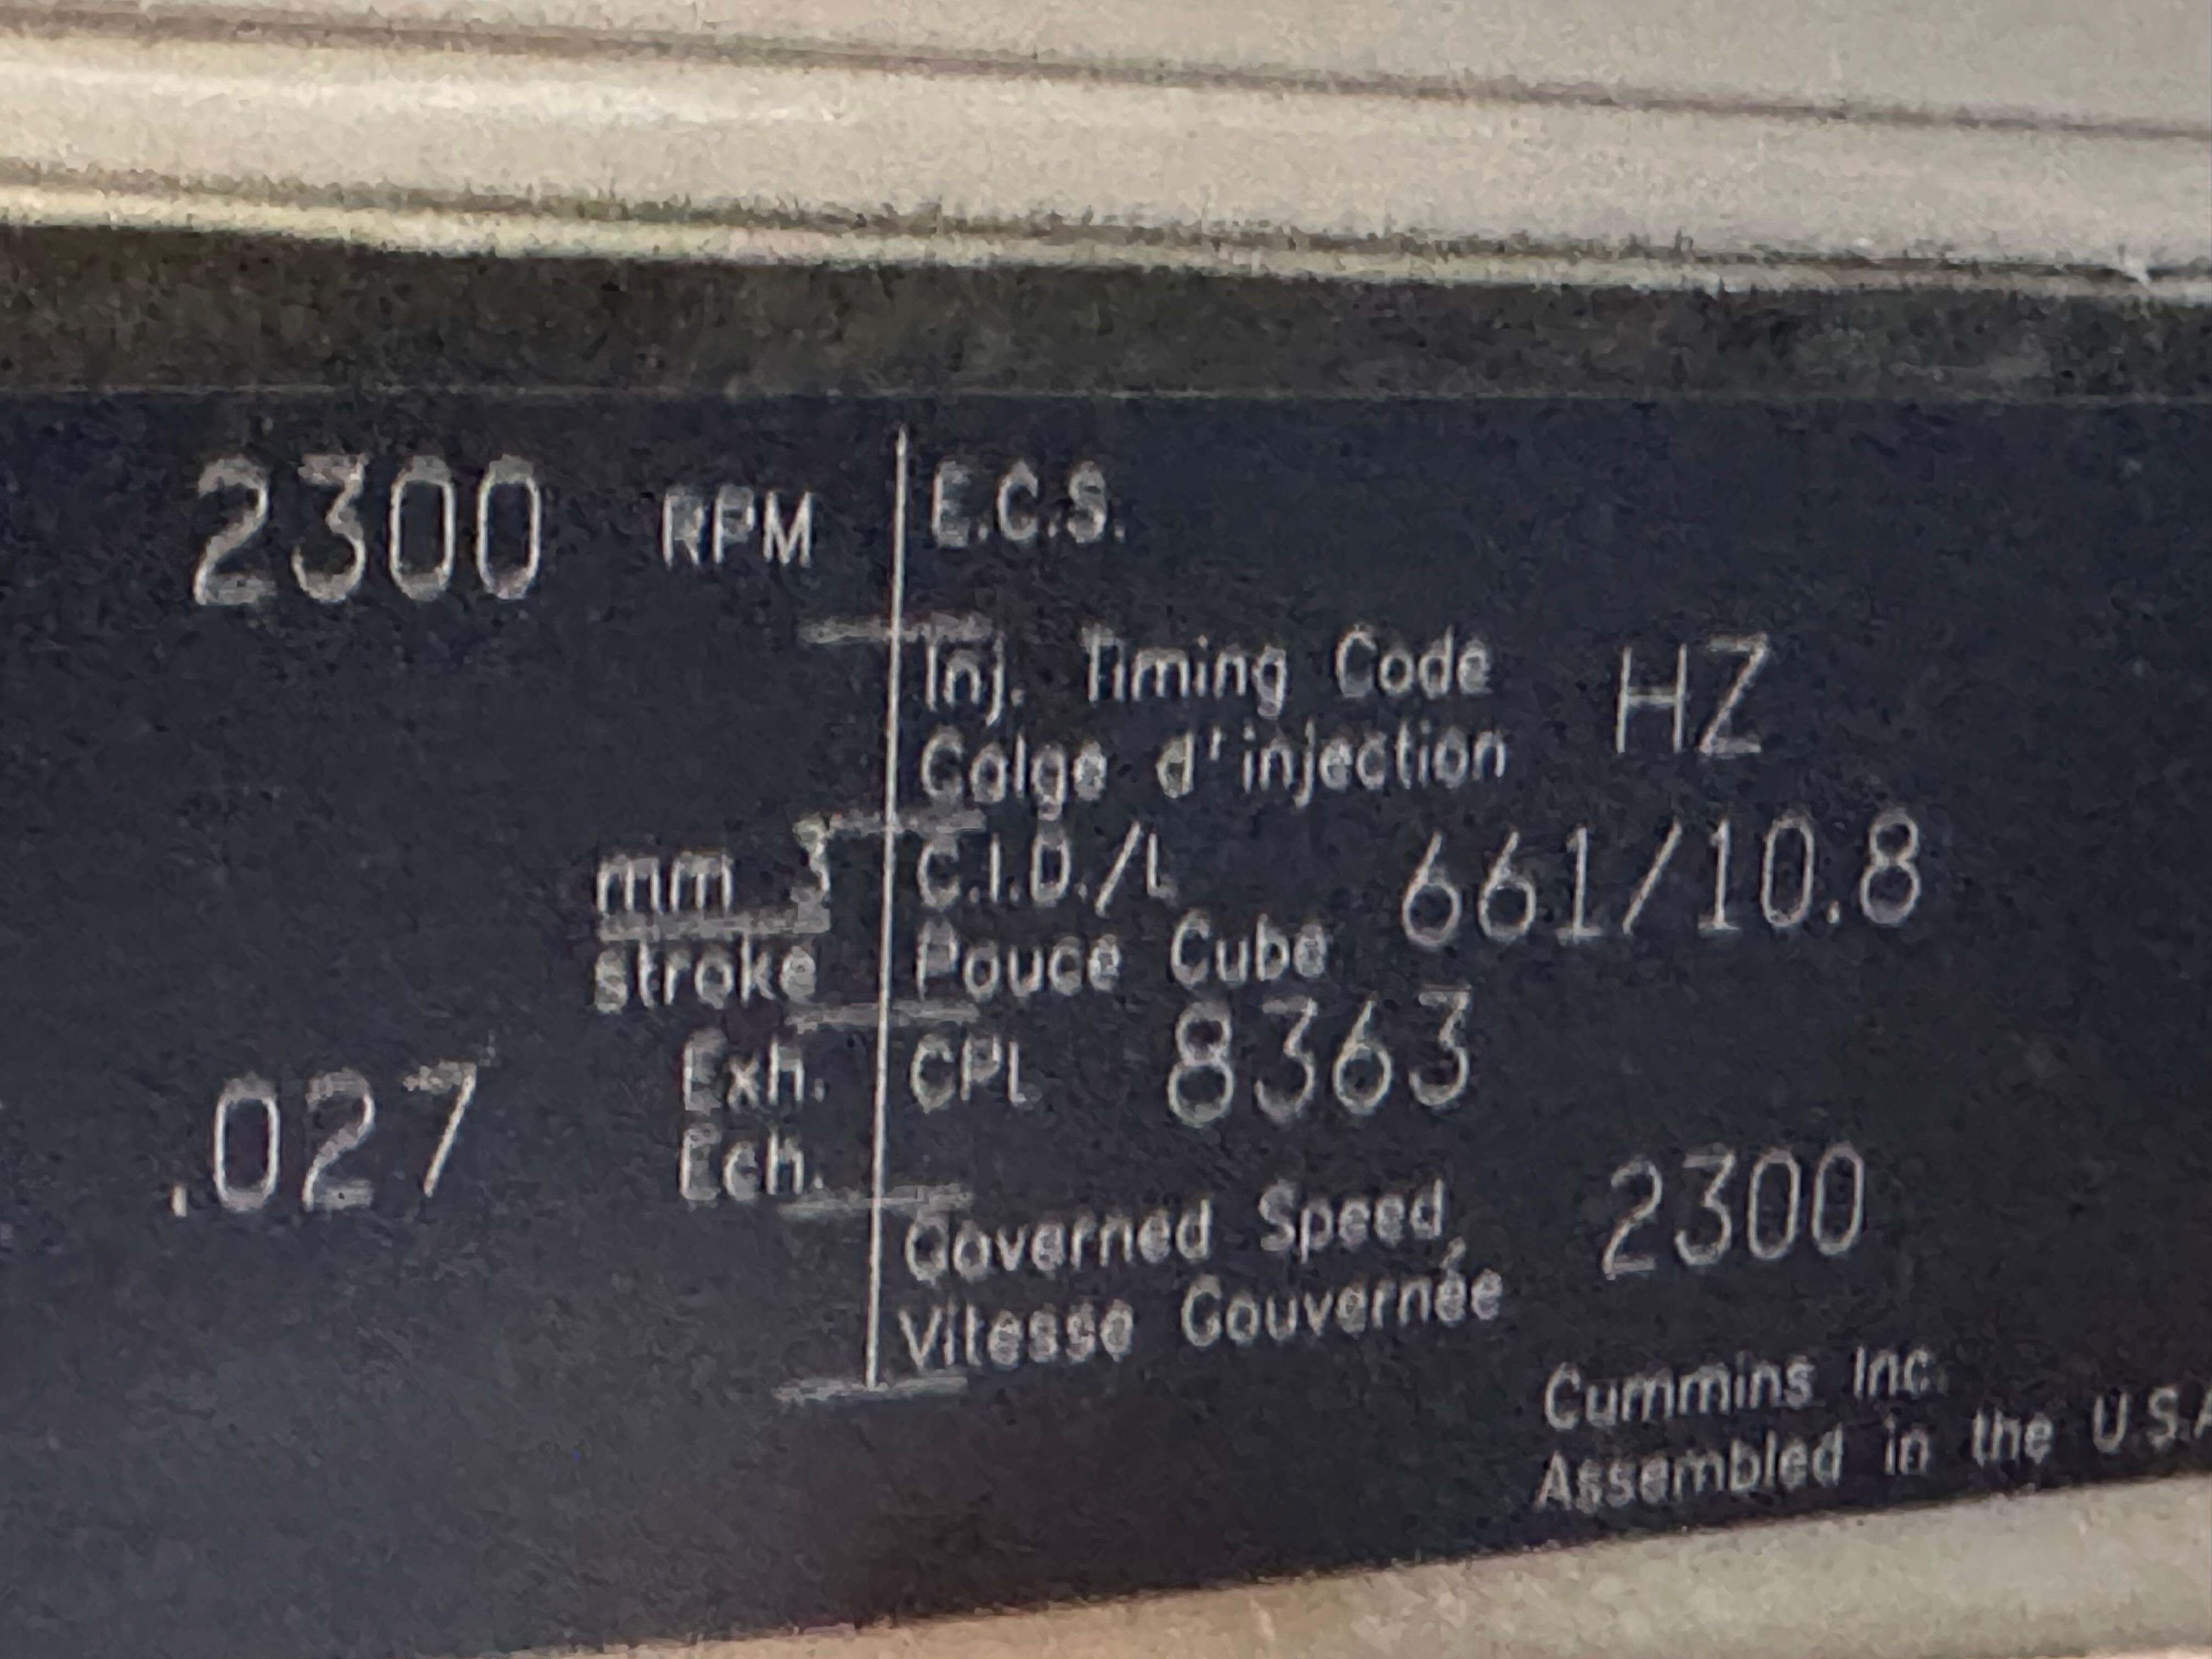 2300 RPM
E.C.S.
Inj. Timing Code HZ
Calge d'injection
mm 3
stroke
C.I.D./L 661/10.8
Pouce Cube
.027 Exh.
Ech.
CPL 8363
Governed Speed 2300
Vitesse Gouvernée
Cummins Inc.
Assembled in the U.S.A